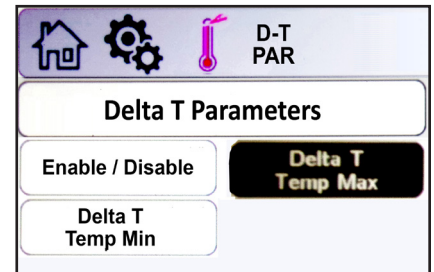 D-T
PAR
Delta T Parameters
Enable / Disable
Delta T
Temp Max
Delta T
Temp Min